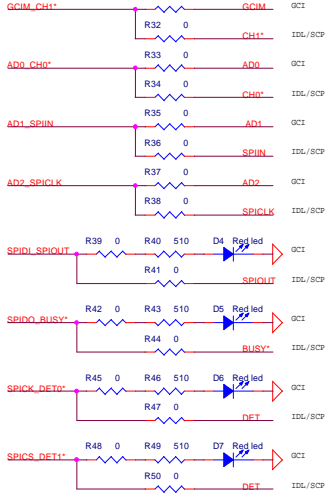 GCIM_CH1* GCIM GCI
R32 0
CH1* IDL/SCP
R33 0
AD0_CH0* AD0 GCI
R34 0
CH0* IDL/SCP
R35 0
AD1_SPIIN AD1 GCI
R36 0
SPIIN IDL/SCP
R37 0
AD2_SPICLK AD2 GCI
R38 0
SPICLK IDL/SCP
R39 0 R40 510 D4 Red led
SPIDI_SPIOUT GCI
R41 0
SPIOUT IDL/SCP
R42 0 R43 510 D5 Red led
SPIDO_BUSY* GCI
R44 0
BUSY* IDL/SCP
R45 0 R46 510 D6 Red led
SPICK_DET0* GCI
R47 0
DET IDL/SCP
R48 0 R49 510 D7 Red led
SPICS_DET1* GCI
R50 0
DET IDL/SCP